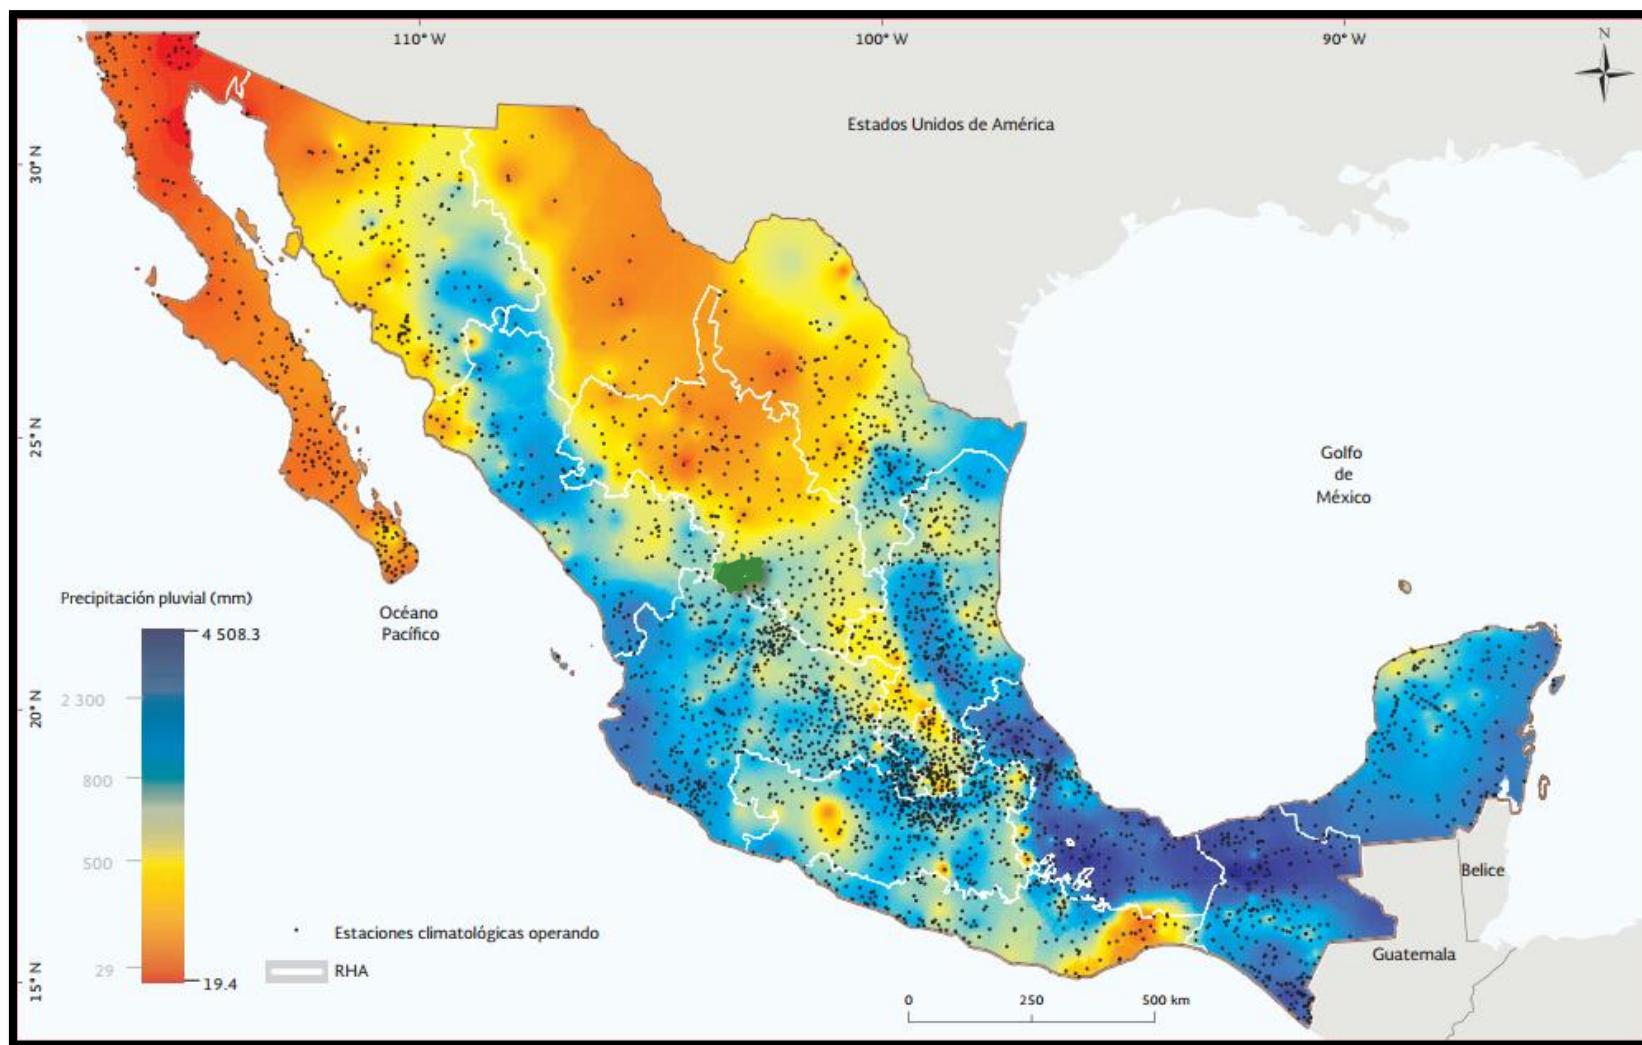 110° W
100° W
90° W
N
Estados Unidos de América
30° N
25° N
Golfo
de
México
Precipitación pluvial (mm)
4 508.3
2 300
800
500
29
19.4
Océano
Pacífico
20° N
Belice
Guatemala
Estaciones climatológicas operando
RHA
15° N
0 250 500 km